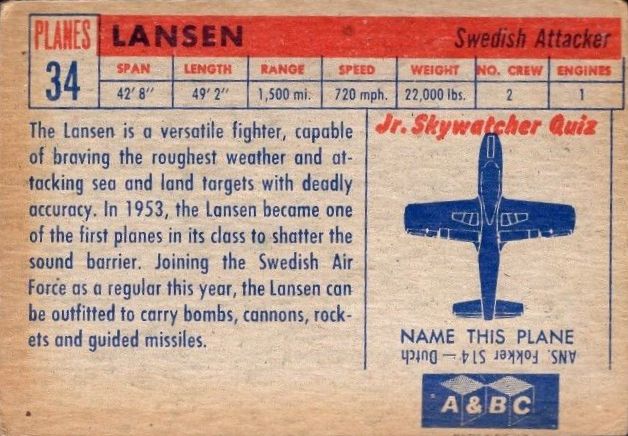 PLANES
34
LANSEN
Swedish Attacker
SPAN LENGTH RANGE SPEED WEIGHT NO. CREW ENGINES
42' 8" 49' 2" 1,500 mi. 720 mph. 22,000 lbs. 2 1
The Lansen is a versatile fighter, capable
of braving the roughest weather and at-
tacking sea and land targets with deadly
accuracy. In 1953, the Lansen became one
of the first planes in its class to shatter the
sound barrier. Joining the Swedish Air
Force as a regular this year, the Lansen can
be outfitted to carry bombs, cannons, rock-
ets and guided missiles.
Jr. Skywatcher Quiz
NAME THIS PLANE
ANS. Fokker S14 — Dutch
A & BC